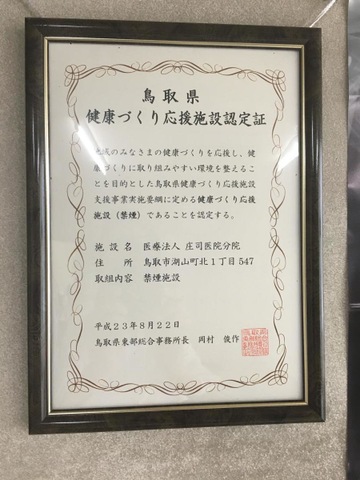 鳥取県
健康づくり応援施設認定証
地域のみなさまの健康づくりを応援し、健
康づくりに取り組みやすい環境を整えるこ
とを目的とした鳥取県健康づくり応援施設
支援事業実施要綱に定める健康づくり応援
施設（禁煙）であることを認定する。
施設名　医療法人 庄司医院分院
住所　鳥取市湖山町北1丁目547
取組内容　禁煙施設
平成23年8月22日
鳥取県東部総合事務所長　岡村　俊作